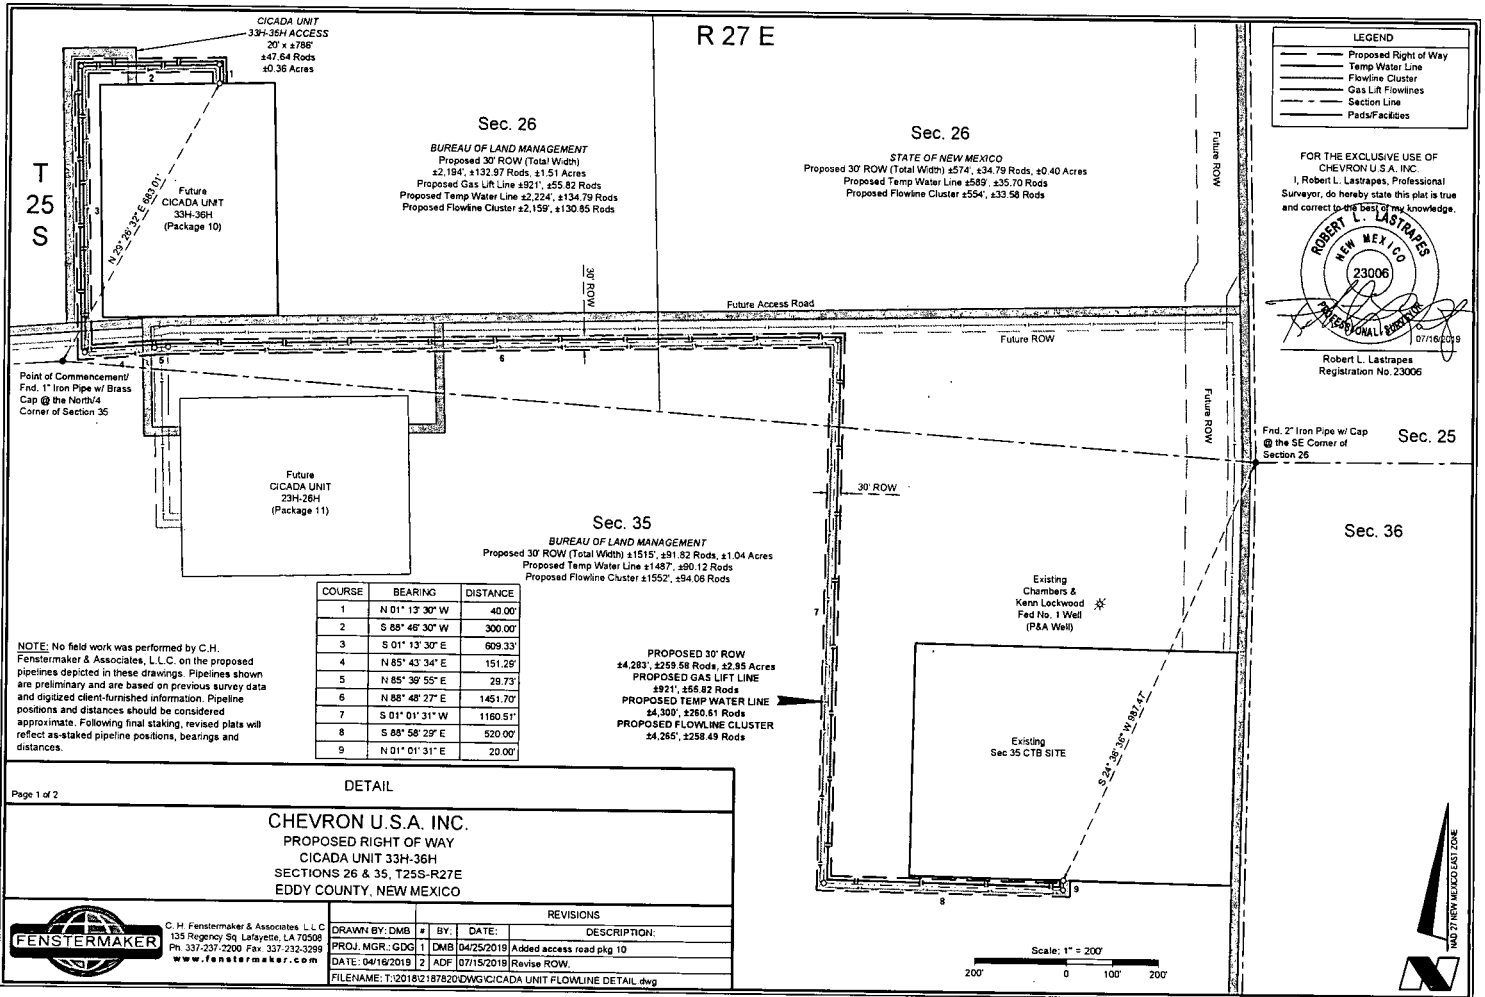 CICADA UNIT
33H-36H ACCESS
20' x ±786'
±47.64 Rods
±0.36 Acres
R 27 E
LEGEND
Proposed Right of Way
Temp Water Line
Flowline Cluster
Gas Lift Flowlines
Section Line
Pads/Facilities
1
2
3
T
25
S
Future
CICADA UNIT
33H-36H
(Package 10)
N 29° 26' 32" E 683.01'
Sec. 26
BUREAU OF LAND MANAGEMENT
Proposed 30' ROW (Total Width)
±2,194', ±132.97 Rods, ±1.51 Acres
Proposed Gas Lift Line ±921', ±55.82 Rods
Proposed Temp Water Line ±2,224', ±134.79 Rods
Proposed Flowline Cluster ±2,159', ±130.85 Rods
Sec. 26
STATE OF NEW MEXICO
Proposed 30' ROW (Total Width) ±574', ±34.79 Rods, ±0.40 Acres
Proposed Temp Water Line ±589', ±35.70 Rods
Proposed Flowline Cluster ±554', ±33.58 Rods
Future ROW
FOR THE EXCLUSIVE USE OF
CHEVRON U.S.A. INC.
I, Robert L. Lastrapes, Professional
Surveyor, do hereby state this plat is true
and correct to the best of my knowledge.
ROBERT L. LASTRAPES
NEW MEXICO
23006
PROFESSIONAL SURVEYOR
07/16/2019
Robert L. Lastrapes
Registration No. 23006
30' ROW
Future Access Road
Future ROW
4
5
6
Point of Commencement/
Fnd. 1" Iron Pipe w/ Brass
Cap @ the North/4
Corner of Section 35
Future ROW
Fnd. 2" Iron Pipe w/ Cap
@ the SE Corner of
Section 26
Sec. 25
Future
CICADA UNIT
23H-26H
(Package 11)
30' ROW
Sec. 35
BUREAU OF LAND MANAGEMENT
Proposed 30' ROW (Total Width) ±1515', ±91.82 Rods, ±1.04 Acres
Proposed Temp Water Line ±1487', ±90.12 Rods
Proposed Flowline Cluster ±1552', ±94.06 Rods
Sec. 36
Existing
Chambers &
Kenn Lockwood
Fed No. 1 Well
(P&A Well)
COURSE BEARING DISTANCE
1 N 01° 13' 30" W 40.00'
2 S 88° 46' 30" W 300.00'
3 S 01° 13' 30" E 609.33'
4 N 85° 43' 34" E 151.29'
5 N 85° 39' 55" E 29.73'
6 N 88° 48' 27" E 1451.70'
7 S 01° 01' 31" W 1160.51'
8 S 88° 58' 29" E 520.00'
9 N 01° 01' 31" E 20.00'
7
NOTE: No field work was performed by C.H.
Fenstermaker & Associates, L.L.C. on the proposed
pipelines depicted in these drawings. Pipelines shown
are preliminary and are based on previous survey data
and digitized client-furnished information. Pipeline
positions and distances should be considered
approximate. Following final staking, revised plats will
reflect as-staked pipeline positions, bearings and
distances.
PROPOSED 30' ROW
±4,283', ±259.58 Rods, ±2.95 Acres
PROPOSED GAS LIFT LINE
±921', ±55.82 Rods
PROPOSED TEMP WATER LINE
±4,300', ±260.61 Rods
PROPOSED FLOWLINE CLUSTER
±4,265', ±258.49 Rods
Existing
Sec 35 CTB SITE
S 24° 36' 36" W 987.47'
8
9
DETAIL
Page 1 of 2
CHEVRON U.S.A. INC.
PROPOSED RIGHT OF WAY
CICADA UNIT 33H-36H
SECTIONS 26 & 35, T25S-R27E
EDDY COUNTY, NEW MEXICO
FENSTERMAKER
C. H. Fenstermaker & Associates, L.L.C.
135 Regency Sq. Lafayette, LA 70508
Ph. 337-237-2200 Fax. 337-232-3299
www.fenstermaker.com
REVISIONS
DRAWN BY: DMB # BY: DATE: DESCRIPTION:
PROJ. MGR.: GDG 1 DMB 04/25/2019 Added access road pkg 10
DATE: 04/16/2019 2 ADF 07/15/2019 Revise ROW.
FILENAME: T:\2018\2187820\DWG\CICADA UNIT FLOWLINE DETAIL.dwg
Scale: 1" = 200'
200' 0 100' 200'
NAD 27 NEW MEXICO EAST ZONE